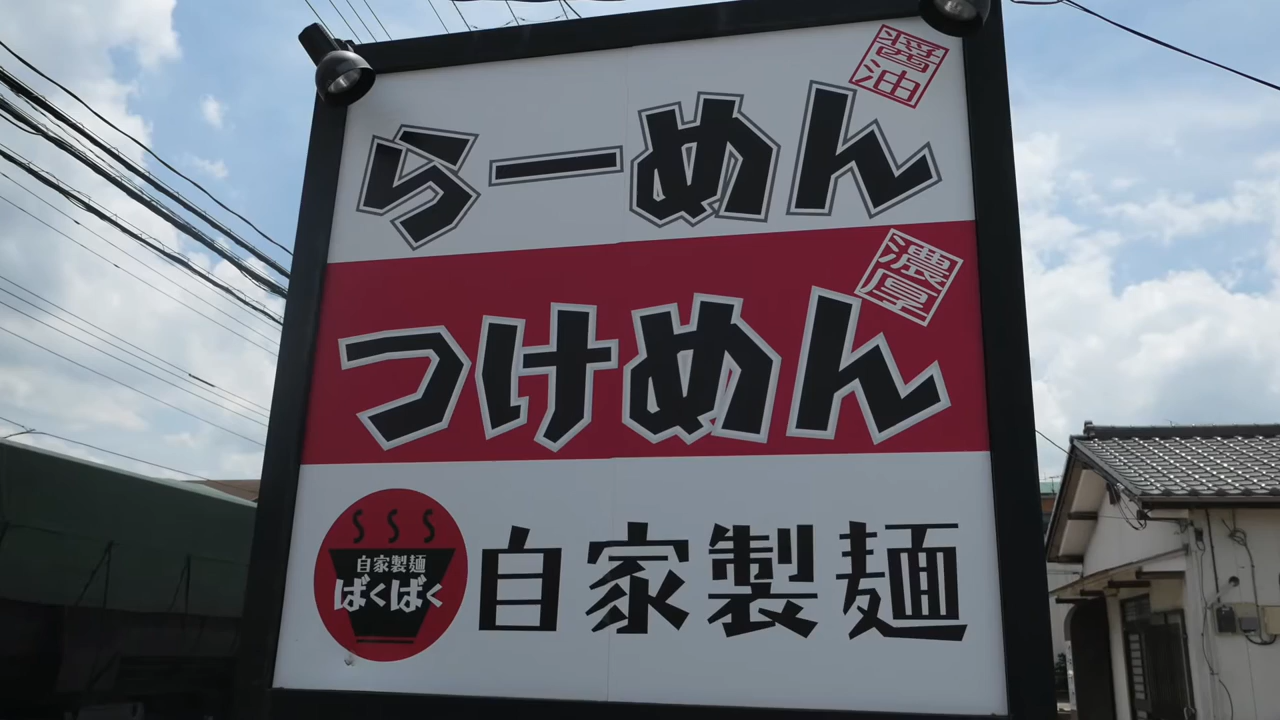 醤油
らーめん
濃厚
つけめん
自家製麺
ばくばく
自家製麺